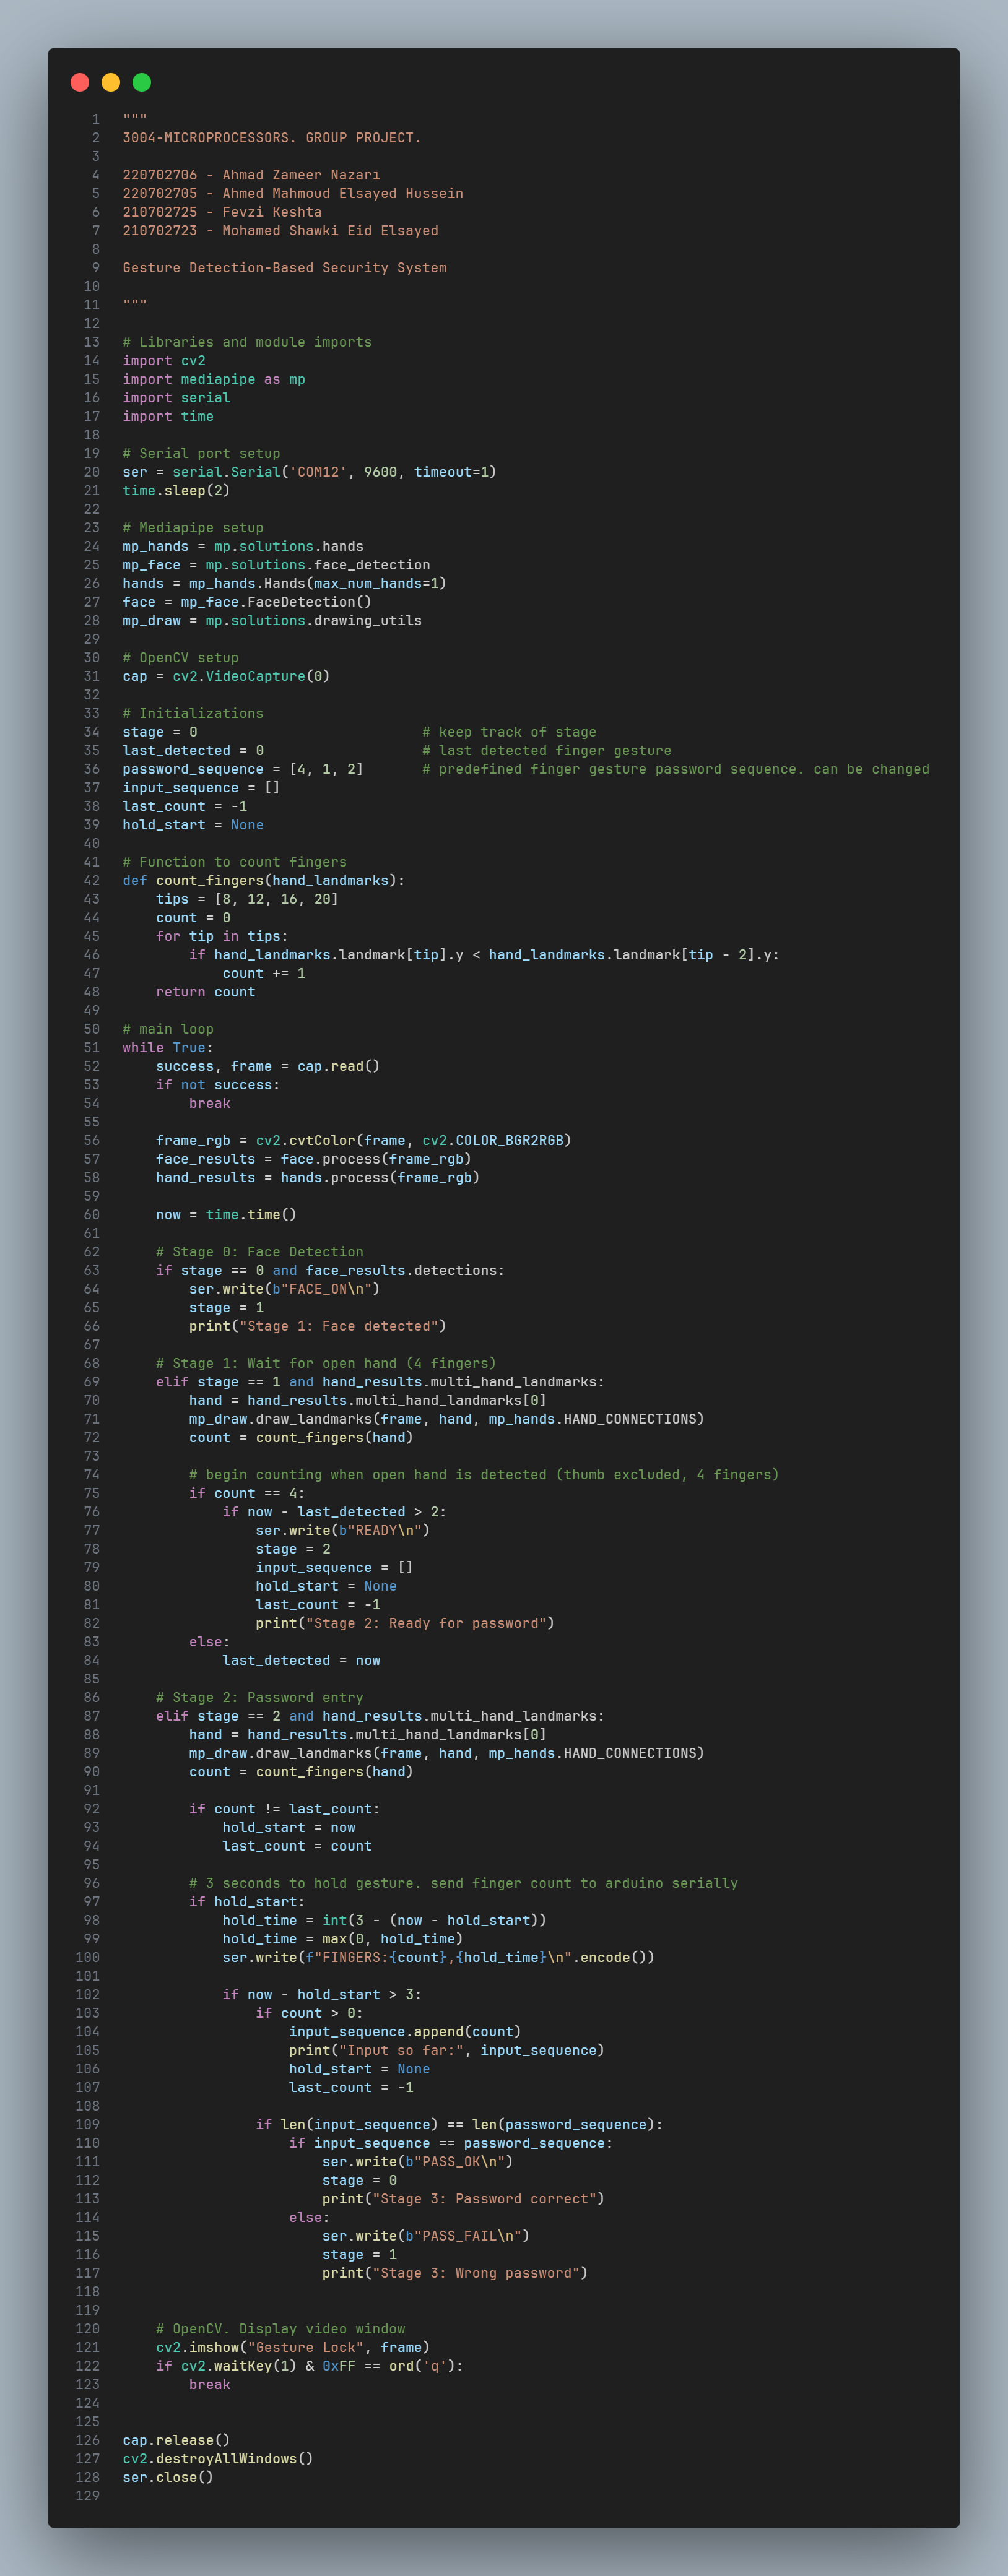 1 """
2 3004-MICROPROCESSORS. GROUP PROJECT.
3
4 220702706 - Ahmad Zameer Nazarı
5 220702705 - Ahmed Mahmoud Elsayed Hussein
6 210702725 - Fevzi Keshta
7 210702723 - Mohamed Shawki Eid Elsayed
8
9 Gesture Detection-Based Security System
10
11 """
12
13 # Libraries and module imports
14 import cv2
15 import mediapipe as mp
16 import serial
17 import time
18
19 # Serial port setup
20 ser = serial.Serial('COM12', 9600, timeout=1)
21 time.sleep(2)
22
23 # Mediapipe setup
24 mp_hands = mp.solutions.hands
25 mp_face = mp.solutions.face_detection
26 hands = mp_hands.Hands(max_num_hands=1)
27 face = mp_face.FaceDetection()
28 mp_draw = mp.solutions.drawing_utils
29
30 # OpenCV setup
31 cap = cv2.VideoCapture(0)
32
33 # Initializations
34 stage = 0                           # keep track of stage
35 last_detected = 0                   # last detected finger gesture
36 password_sequence = [4, 1, 2]       # predefined finger gesture password sequence. can be changed
37 input_sequence = []
38 last_count = -1
39 hold_start = None
40
41 # Function to count fingers
42 def count_fingers(hand_landmarks):
43     tips = [8, 12, 16, 20]
44     count = 0
45     for tip in tips:
46         if hand_landmarks.landmark[tip].y < hand_landmarks.landmark[tip - 2].y:
47             count += 1
48     return count
49
50 # main loop
51 while True:
52     success, frame = cap.read()
53     if not success:
54         break
55
56     frame_rgb = cv2.cvtColor(frame, cv2.COLOR_BGR2RGB)
57     face_results = face.process(frame_rgb)
58     hand_results = hands.process(frame_rgb)
59
60     now = time.time()
61
62     # Stage 0: Face Detection
63     if stage == 0 and face_results.detections:
64         ser.write(b"FACE_ON\n")
65         stage = 1
66         print("Stage 1: Face detected")
67
68     # Stage 1: Wait for open hand (4 fingers)
69     elif stage == 1 and hand_results.multi_hand_landmarks:
70         hand = hand_results.multi_hand_landmarks[0]
71         mp_draw.draw_landmarks(frame, hand, mp_hands.HAND_CONNECTIONS)
72         count = count_fingers(hand)
73
74         # begin counting when open hand is detected (thumb excluded, 4 fingers)
75         if count == 4:
76             if now - last_detected > 2:
77                 ser.write(b"READY\n")
78                 stage = 2
79                 input_sequence = []
80                 hold_start = None
81                 last_count = -1
82                 print("Stage 2: Ready for password")
83         else:
84             last_detected = now
85
86     # Stage 2: Password entry
87     elif stage == 2 and hand_results.multi_hand_landmarks:
88         hand = hand_results.multi_hand_landmarks[0]
89         mp_draw.draw_landmarks(frame, hand, mp_hands.HAND_CONNECTIONS)
90         count = count_fingers(hand)
91
92         if count != last_count:
93             hold_start = now
94             last_count = count
95
96         # 3 seconds to hold gesture. send finger count to arduino serially
97         if hold_start:
98             hold_time = int(3 - (now - hold_start))
99             hold_time = max(0, hold_time)
100             ser.write(f"FINGERS:{count},{hold_time}\n".encode())
101
102             if now - hold_start > 3:
103                 if count > 0:
104                     input_sequence.append(count)
105                     print("Input so far:", input_sequence)
106                     hold_start = None
107                     last_count = -1
108
109                 if len(input_sequence) == len(password_sequence):
110                     if input_sequence == password_sequence:
111                         ser.write(b"PASS_OK\n")
112                         stage = 0
113                         print("Stage 3: Password correct")
114                     else:
115                         ser.write(b"PASS_FAIL\n")
116                         stage = 1
117                         print("Stage 3: Wrong password")
118
119
120     # OpenCV. Display video window
121     cv2.imshow("Gesture Lock", frame)
122     if cv2.waitKey(1) & 0xFF == ord('q'):
123         break
124
125
126 cap.release()
127 cv2.destroyAllWindows()
128 ser.close()
129